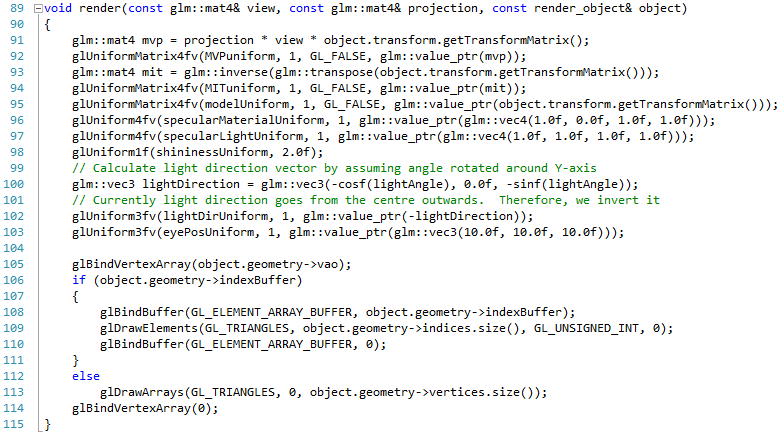 89 void render(const glm::mat4& view, const glm::mat4& projection, const render_object& object)
90 {
91     glm::mat4 mvp = projection * view * object.transform.getTransformMatrix();
92     glUniformMatrix4fv(MVPuniform, 1, GL_FALSE, glm::value_ptr(mvp));
93     glm::mat4 mit = glm::inverse(glm::transpose(object.transform.getTransformMatrix()));
94     glUniformMatrix4fv(MITuniform, 1, GL_FALSE, glm::value_ptr(mit));
95     glUniformMatrix4fv(modelUniform, 1, GL_FALSE, glm::value_ptr(object.transform.getTransformMatrix()));
96     glUniform4fv(specularMaterialUniform, 1, glm::value_ptr(glm::vec4(1.0f, 0.0f, 1.0f, 1.0f)));
97     glUniform4fv(specularLightUniform, 1, glm::value_ptr(glm::vec4(1.0f, 1.0f, 1.0f, 1.0f)));
98     glUniform1f(shininessUniform, 2.0f);
99     // Calculate light direction vector by assuming angle rotated around Y-axis
100     glm::vec3 lightDirection = glm::vec3(-cosf(lightAngle), 0.0f, -sinf(lightAngle));
101     // Currently light direction goes from the centre outwards.  Therefore, we invert it
102     glUniform3fv(lightDirUniform, 1, glm::value_ptr(-lightDirection));
103     glUniform3fv(eyePosUniform, 1, glm::value_ptr(glm::vec3(10.0f, 10.0f, 10.0f)));
104
105     glBindVertexArray(object.geometry->vao);
106     if (object.geometry->indexBuffer)
107     {
108         glBindBuffer(GL_ELEMENT_ARRAY_BUFFER, object.geometry->indexBuffer);
109         glDrawElements(GL_TRIANGLES, object.geometry->indices.size(), GL_UNSIGNED_INT, 0);
110         glBindBuffer(GL_ELEMENT_ARRAY_BUFFER, 0);
111     }
112     else
113         glDrawArrays(GL_TRIANGLES, 0, object.geometry->vertices.size());
114     glBindVertexArray(0);
115 }